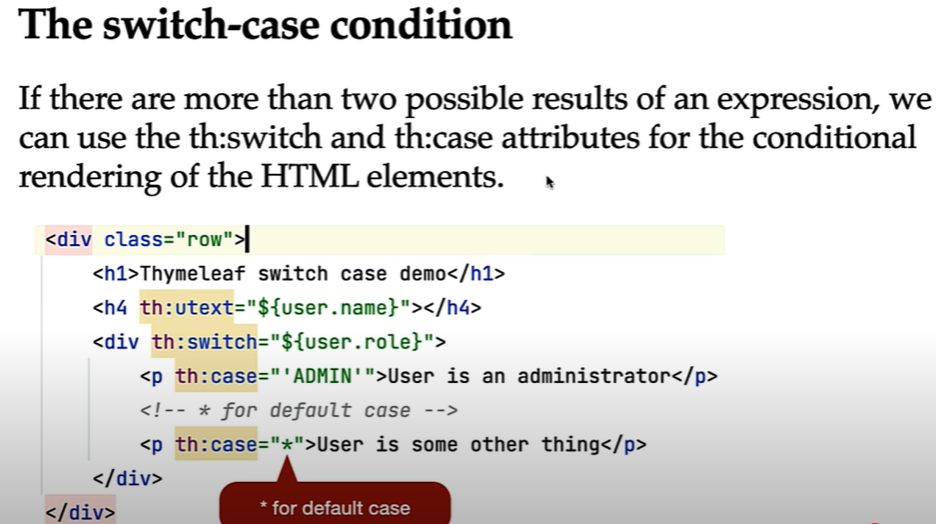 The switch-case condition
If there are more than two possible results of an expression, we
can use the th:switch and th:case attributes for the conditional
rendering of the HTML elements.
<div class="row">
<h1>Thymeleaf switch case demo</h1>
<h4 th:utext="${user.name}"></h4>
<div th:switch="${user.role}">
<p th:case="'ADMIN'">User is an administrator</p>
<!-- * for default case -->
<p th:case="*">User is some other thing</p>
</div>
</div>
* for default case